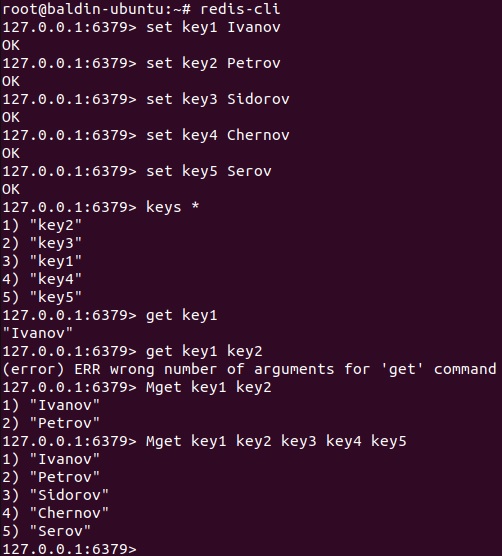 root@baldin-ubuntu:~# redis-cli
127.0.0.1:6379> set key1 Ivanov
OK
127.0.0.1:6379> set key2 Petrov
OK
127.0.0.1:6379> set key3 Sidorov
OK
127.0.0.1:6379> set key4 Chernov
OK
127.0.0.1:6379> set key5 Serov
OK
127.0.0.1:6379> keys *
1) "key2"
2) "key3"
3) "key1"
4) "key4"
5) "key5"
127.0.0.1:6379> get key1
"Ivanov"
127.0.0.1:6379> get key1 key2
(error) ERR wrong number of arguments for 'get' command
127.0.0.1:6379> Mget key1 key2
1) "Ivanov"
2) "Petrov"
127.0.0.1:6379> Mget key1 key2 key3 key4 key5
1) "Ivanov"
2) "Petrov"
3) "Sidorov"
4) "Chernov"
5) "Serov"
127.0.0.1:6379>